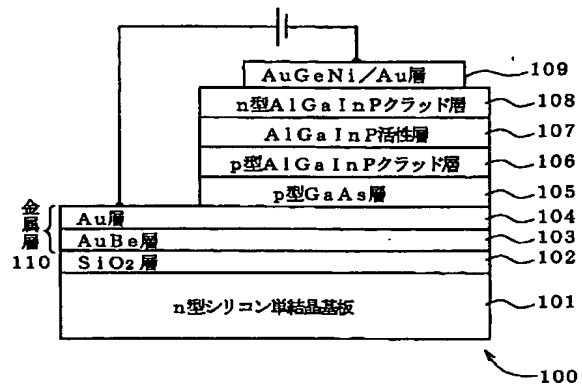 AuGeNi/Au層 109
n型AlGaInPクラッド層 108
AlGaInP活性層 107
p型AlGaInPクラッド層 106
p型GaAs層 105
金属層 110
Au層 104
AuBe層 103
SiO2層 102
n型シリコン単結晶基板 101
100